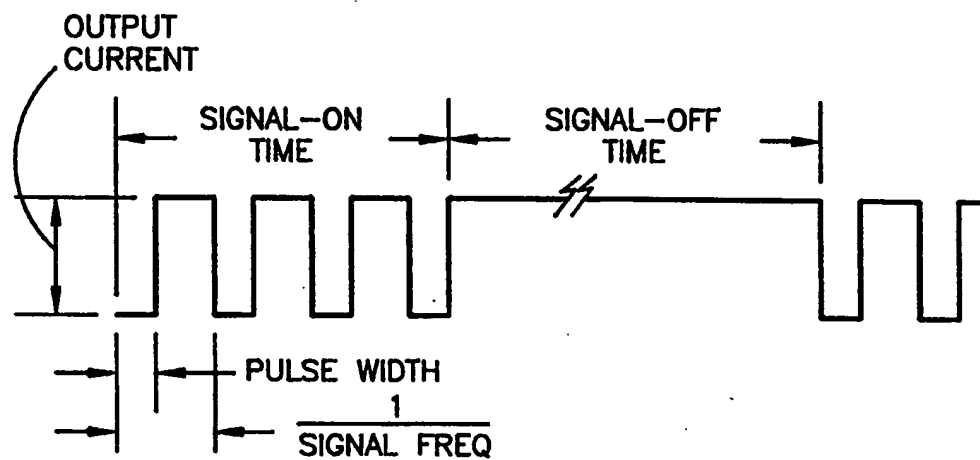 OUTPUT
CURRENT
SIGNAL-ON
TIME
SIGNAL-OFF
TIME
PULSE WIDTH
1
SIGNAL FREQ